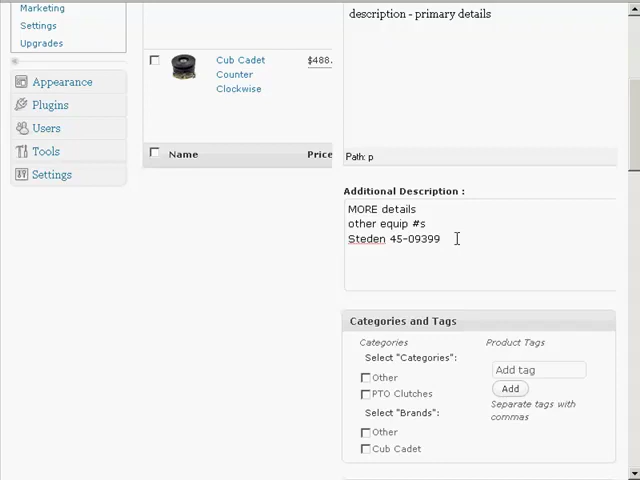 Marketing
Settings
Upgrades
Appearance
Plugins
Users
Tools
Settings
Cub Cadet
Counter
Clockwise
$488.
Name
Price
description - primary details
Path: p
Additional Description :
MORE details
other equip #s
Steden 45-09399
Categories and Tags
Categories
Select "Categories":
Other
PTO Clutches
Select "Brands":
Other
Cub Cadet
Product Tags
Add tag
Add
Separate tags with
commas